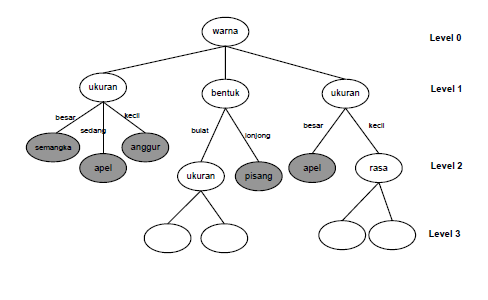 warna
Level 0
ukuran
bentuk
ukuran
Level 1
besar
sedang
kecil
bulat
lonjong
besar
kecil
semangka
apel
anggur
ukuran
pisang
apel
rasa
Level 2
Level 3